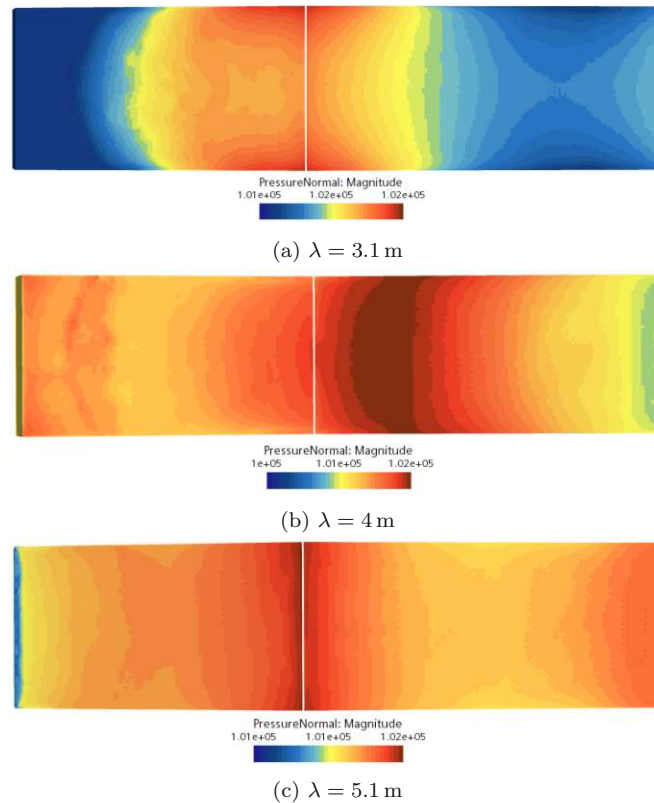 PressureNormal: Magnitude
1.01e+05 1.02e+05 1.02e+05
(a) λ = 3.1 m
PressureNormal: Magnitude
1e+05 1.01e+05 1.02e+05
(b) λ = 4 m
PressureNormal: Magnitude
1.01e+05 1.01e+05 1.02e+05
(c) λ = 5.1 m